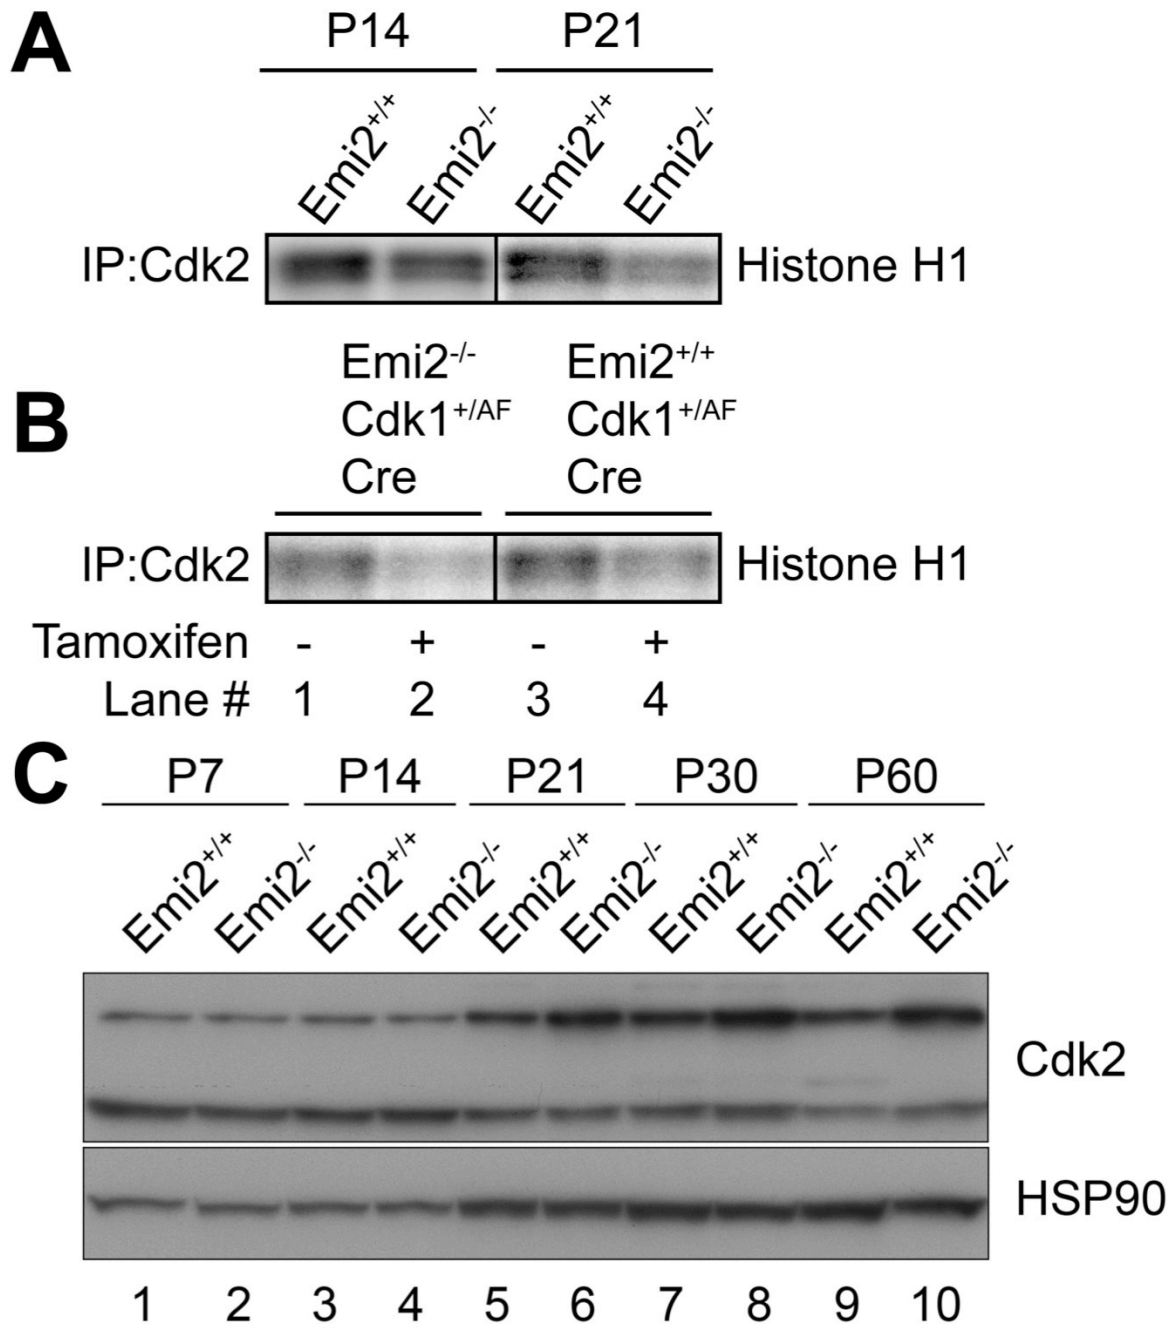 A
P14 P21
Emi2+/+ Emi2-/- Emi2+/+ Emi2-/-
IP:Cdk2 Histone H1
B
Emi2-/- Emi2+/+
Cdk1+/AF Cdk1+/AF
Cre Cre
IP:Cdk2 Histone H1
Tamoxifen - + - +
Lane # 1 2 3 4
C
P7 P14 P21 P30 P60
Emi2+/+ Emi2-/- Emi2+/+ Emi2-/- Emi2+/+ Emi2-/- Emi2+/+ Emi2-/- Emi2+/+ Emi2-/-
Cdk2
HSP90
1 2 3 4 5 6 7 8 9 10